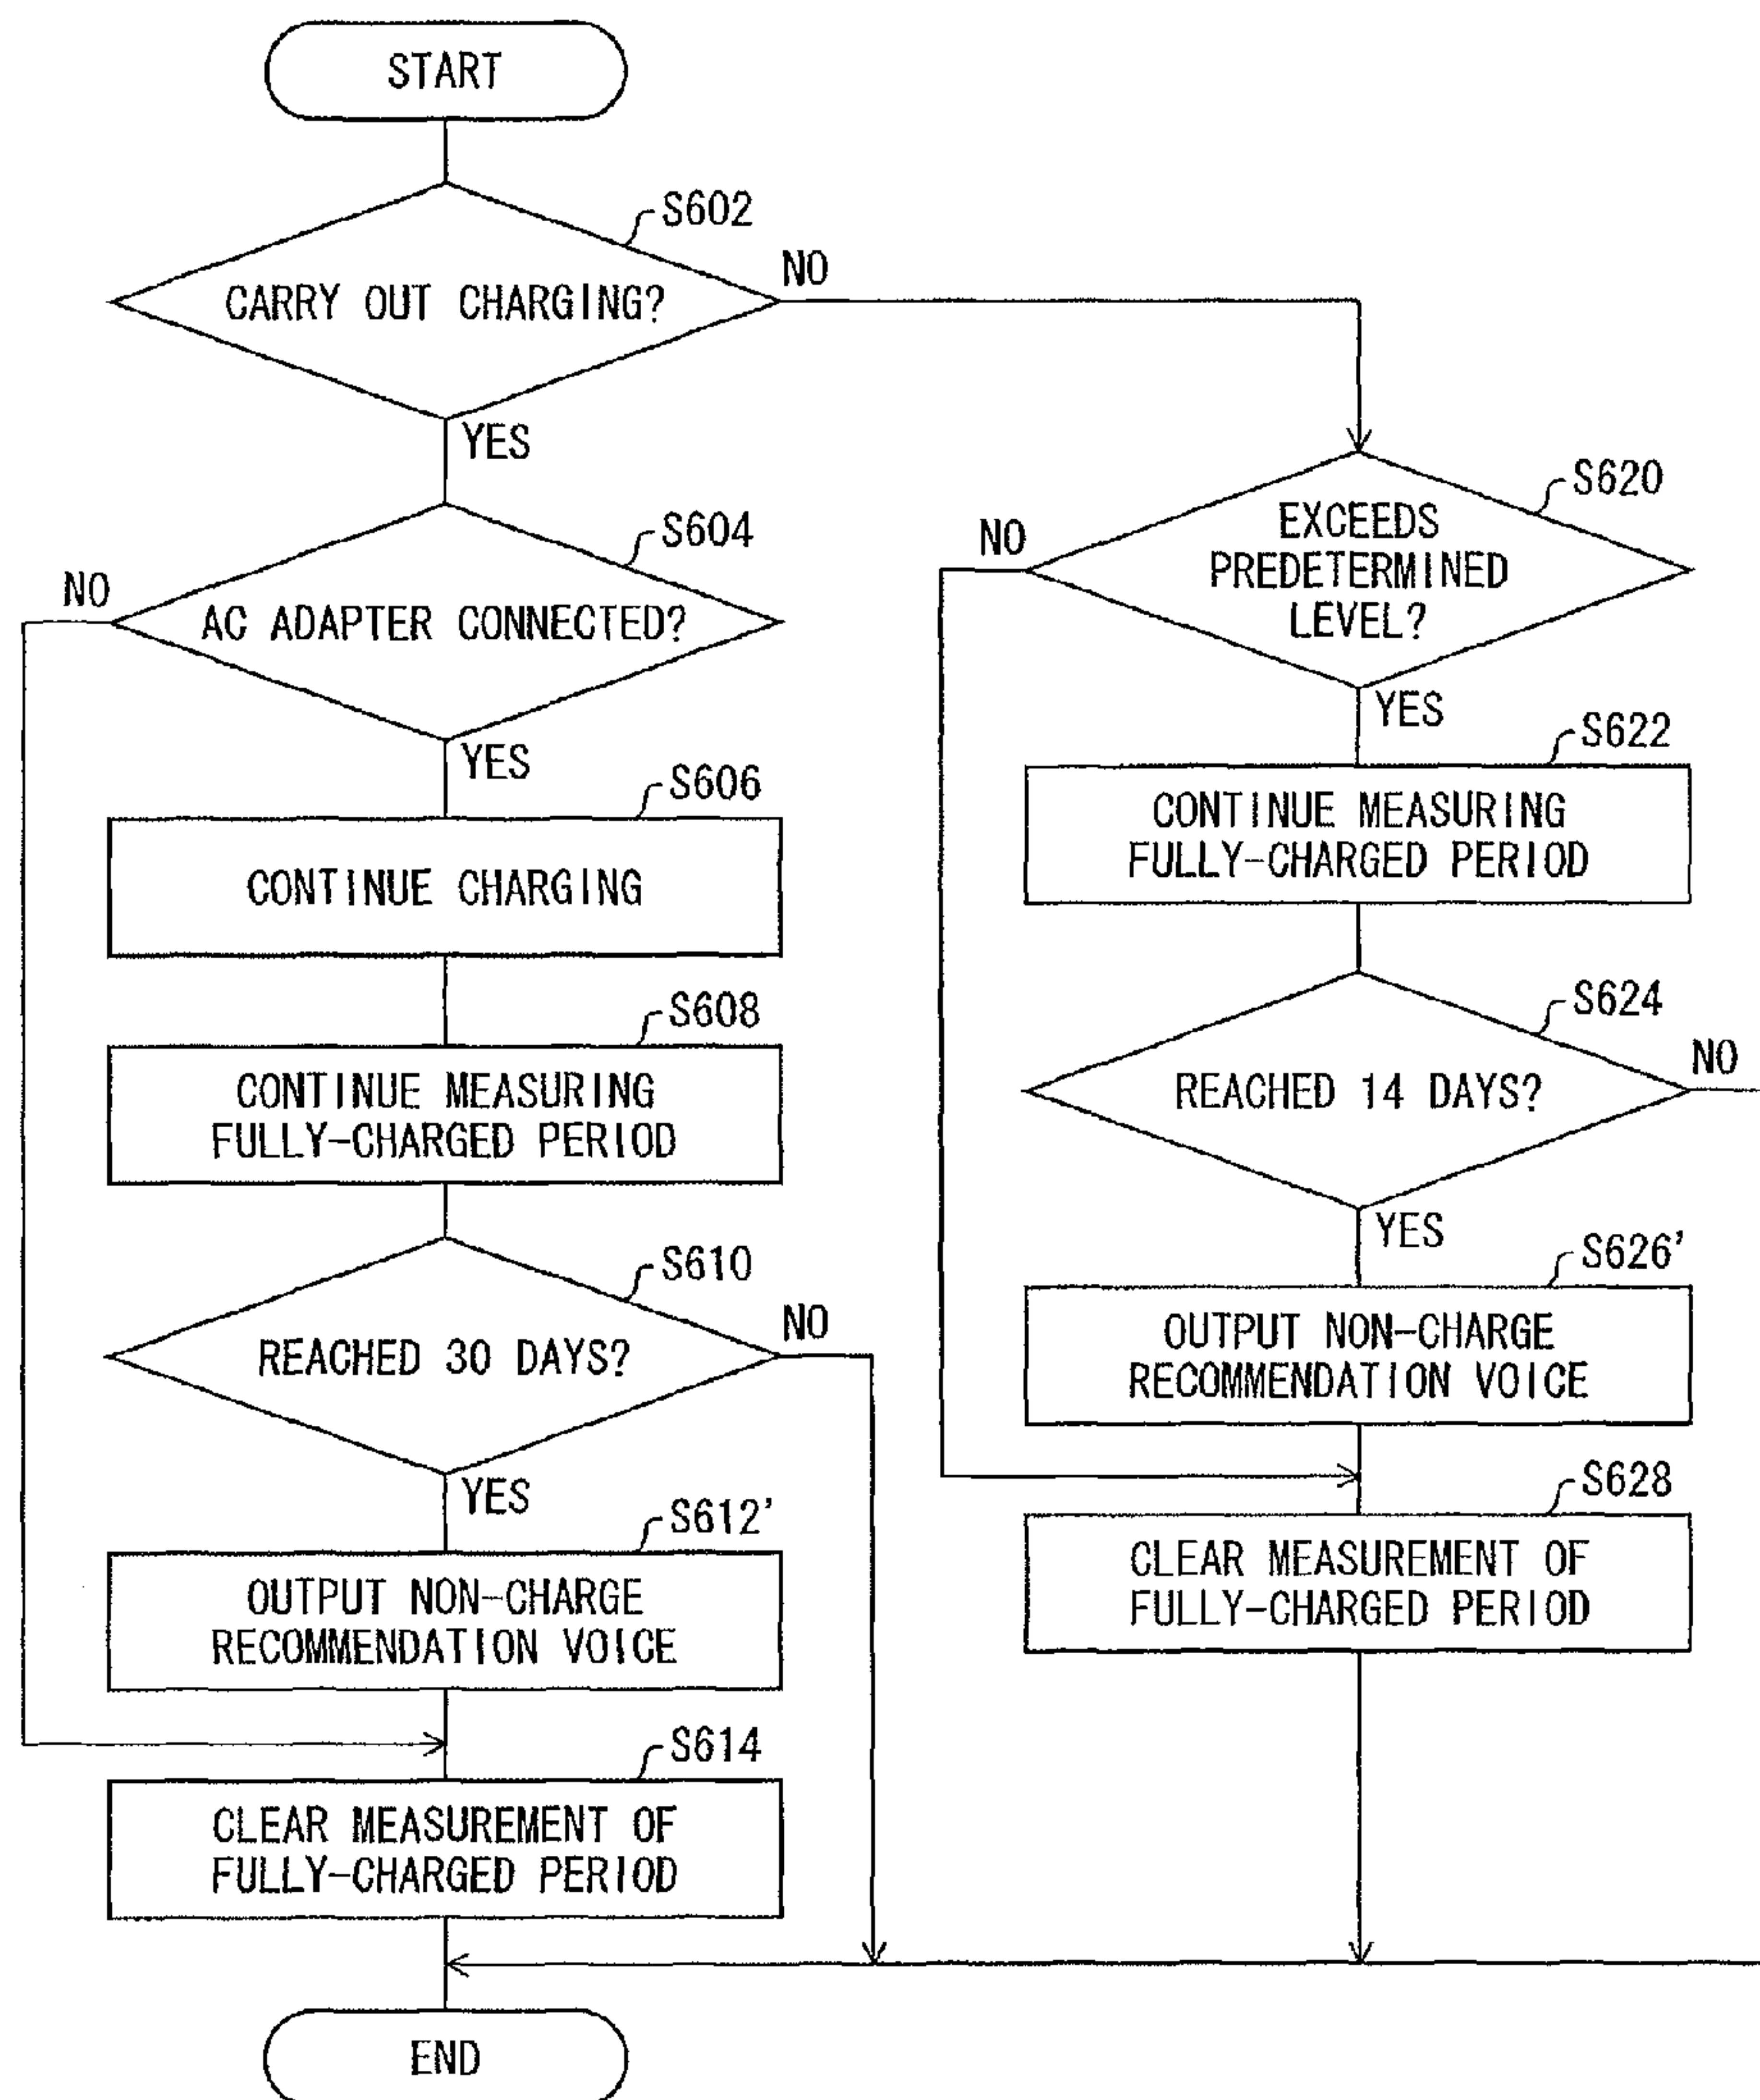 START
S602
CARRY OUT CHARGING?
NO
YES
S604
NO
AC ADAPTER CONNECTED?
YES
S606
CONTINUE CHARGING
S608
CONTINUE MEASURING
FULLY-CHARGED PERIOD
S610
NO
REACHED 30 DAYS?
YES
S612'
OUTPUT NON-CHARGE
RECOMMENDATION VOICE
S614
CLEAR MEASUREMENT OF
FULLY-CHARGED PERIOD
END
S620
NO
EXCEEDS
PREDETERMINED
LEVEL?
YES
S622
CONTINUE MEASURING
FULLY-CHARGED PERIOD
S624
NO
REACHED 14 DAYS?
YES
S626'
OUTPUT NON-CHARGE
RECOMMENDATION VOICE
S628
CLEAR MEASUREMENT OF
FULLY-CHARGED PERIOD